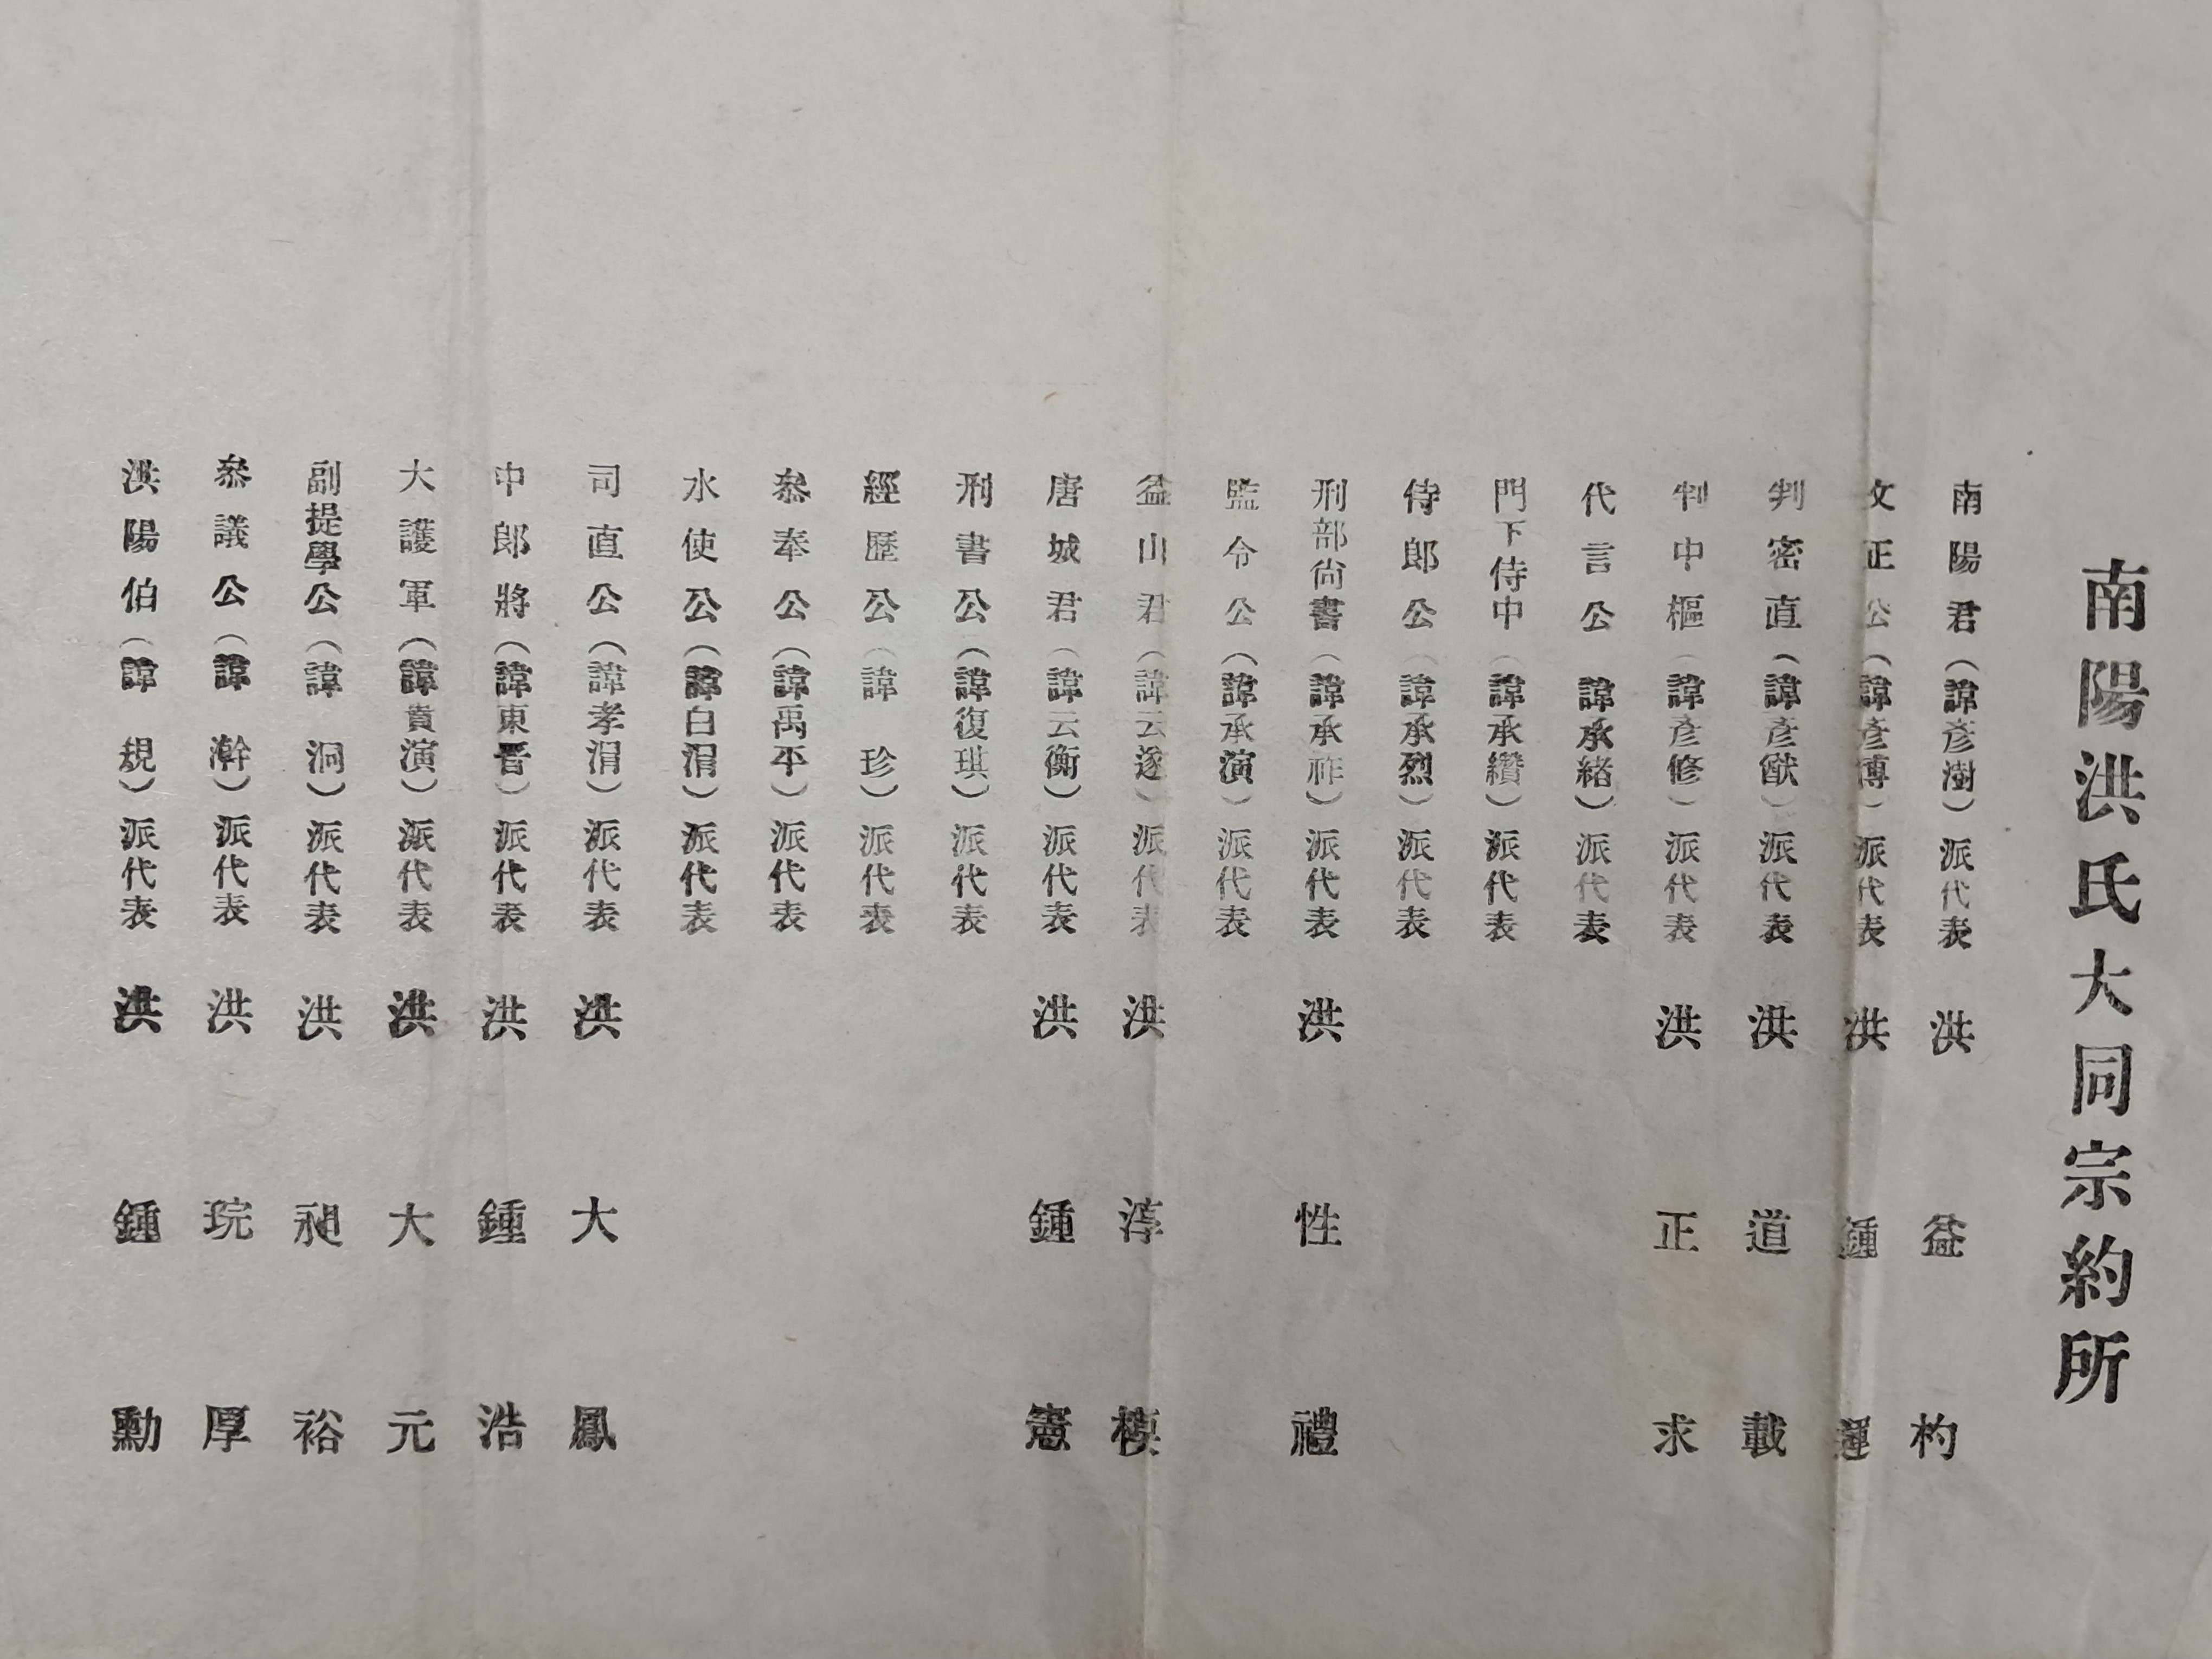 南陽洪氏大同宗約所
南陽君（諱彥澍）派代表 洪益杓
文正公（諱彥博）派代表 洪鍾運
判密直（諱彥猷）派代表 洪道載
判中樞（諱彥修）派代表 洪正求
代言公（諱承緖）派代表
門下侍中（諱承纘）派代表
侍郞公（諱承烈）派代表
刑部尙書（諱承祚）派代表 洪性禮
監令公（諱承演）派代表
益山君（諱云遂）派代表 洪淳模
唐城君（諱云衡）派代表 洪鍾憲
刑書公（諱復琪）派代表
經歷公（諱珍）派代表
叅奉公（諱禹平）派代表
水使公（諱白涓）派代表
司直公（諱孝涓）派代表 洪大鳳
中郞將（諱東晋）派代表 洪鍾浩
大護軍（諱賁演）派代表 洪大元
副提學公（諱泂）派代表 洪昶裕
叅議公（諱澣）派代表 洪琓厚
洪陽伯（諱規）派代表 洪鍾勳